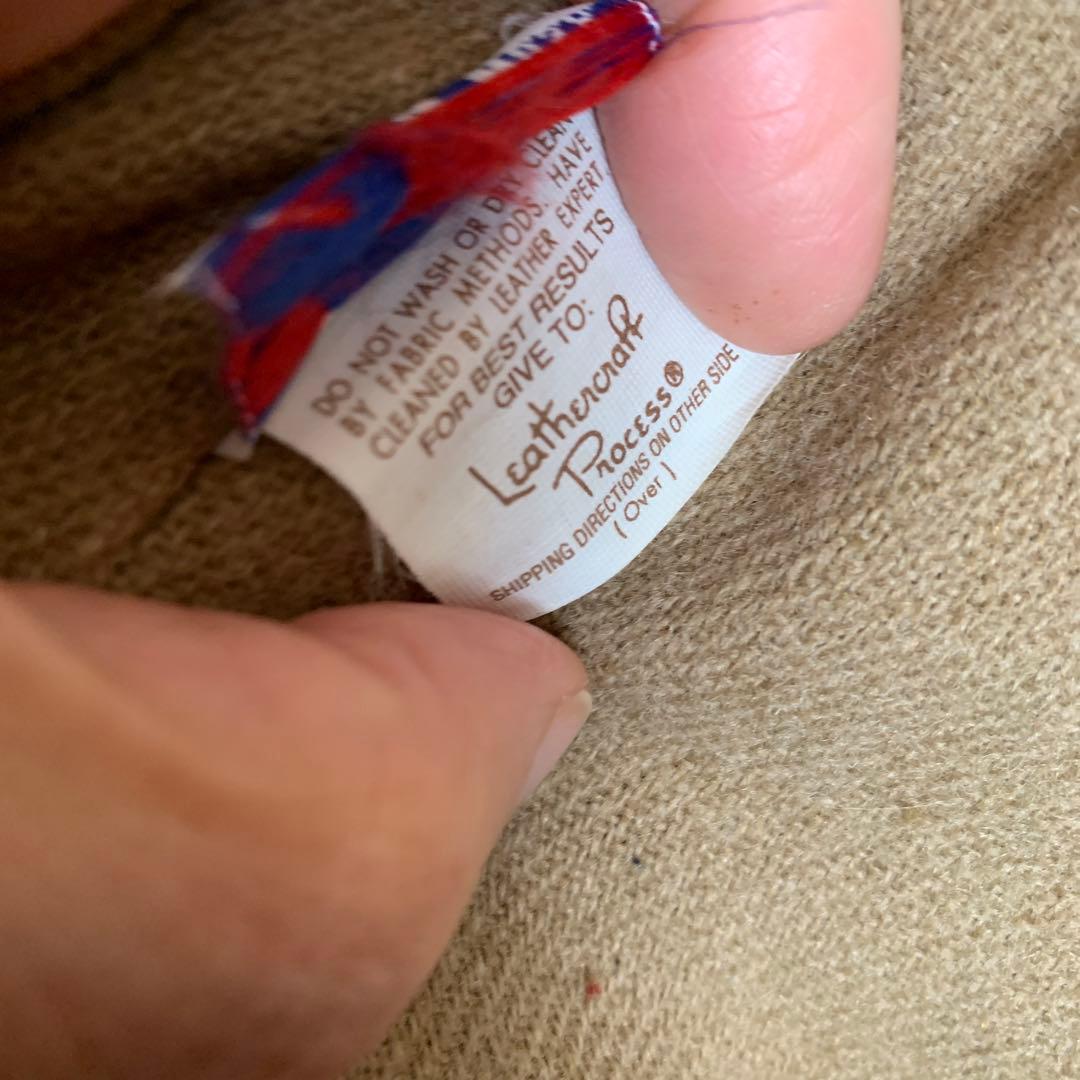 DO NOT WASH OR DRY CLEAN
BY FABRIC METHODS. HAVE
CLEANED BY LEATHER EXPERT.
FOR BEST RESULTS
GIVE TO:
Leathercraft
Process®
SHIPPING DIRECTIONS ON OTHER SIDE
(Over)